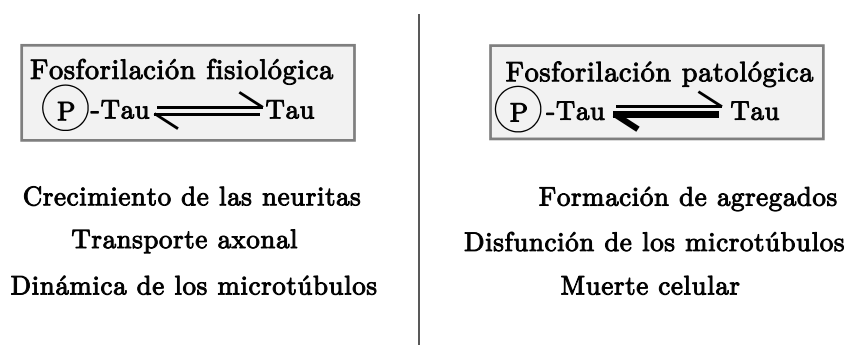 Fosforilación fisiológica
P-Tau Tau
Crecimiento de las neuritas
Transporte axonal
Dinámica de los microtúbulos
Fosforilación patológica
P-Tau Tau
Formación de agregados
Disfunción de los microtúbulos
Muerte celular